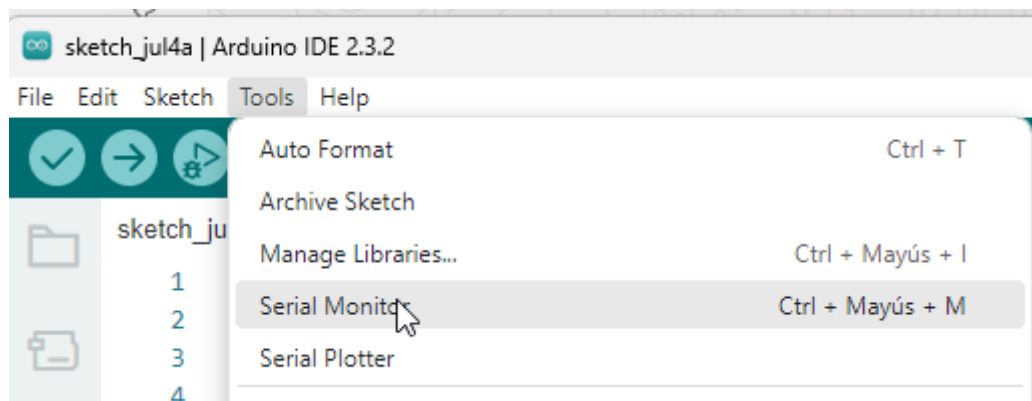 sketch_jul4a | Arduino IDE 2.3.2
File Edit Sketch Tools Help
Auto Format Ctrl + T
Archive Sketch
sketch_ju
Manage Libraries... Ctrl + Mayús + I
1
Serial Monitor Ctrl + Mayús + M
2
3 Serial Plotter
4